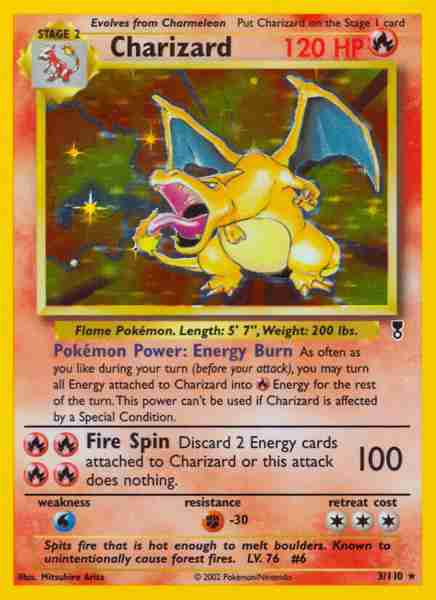 Evolves from Charmeleon   Put Charizard on the Stage 1 card
STAGE 2
Charizard   120 HP
Flame Pokémon. Length: 5' 7", Weight: 200 lbs.
Pokémon Power: Energy Burn As often as
you like during your turn (before your attack), you may turn
all Energy attached to Charizard into Energy for the rest
of the turn. This power can't be used if Charizard is affected
by a Special Condition.
Fire Spin Discard 2 Energy cards
attached to Charizard or this attack
does nothing.
100
weakness   resistance   retreat cost
-30
Spits fire that is hot enough to melt boulders. Known to
unintentionally cause forest fires. LV. 76 #6
Illus. Mitsuhiro Arita   © 2002 Pokémon/Nintendo   3/110